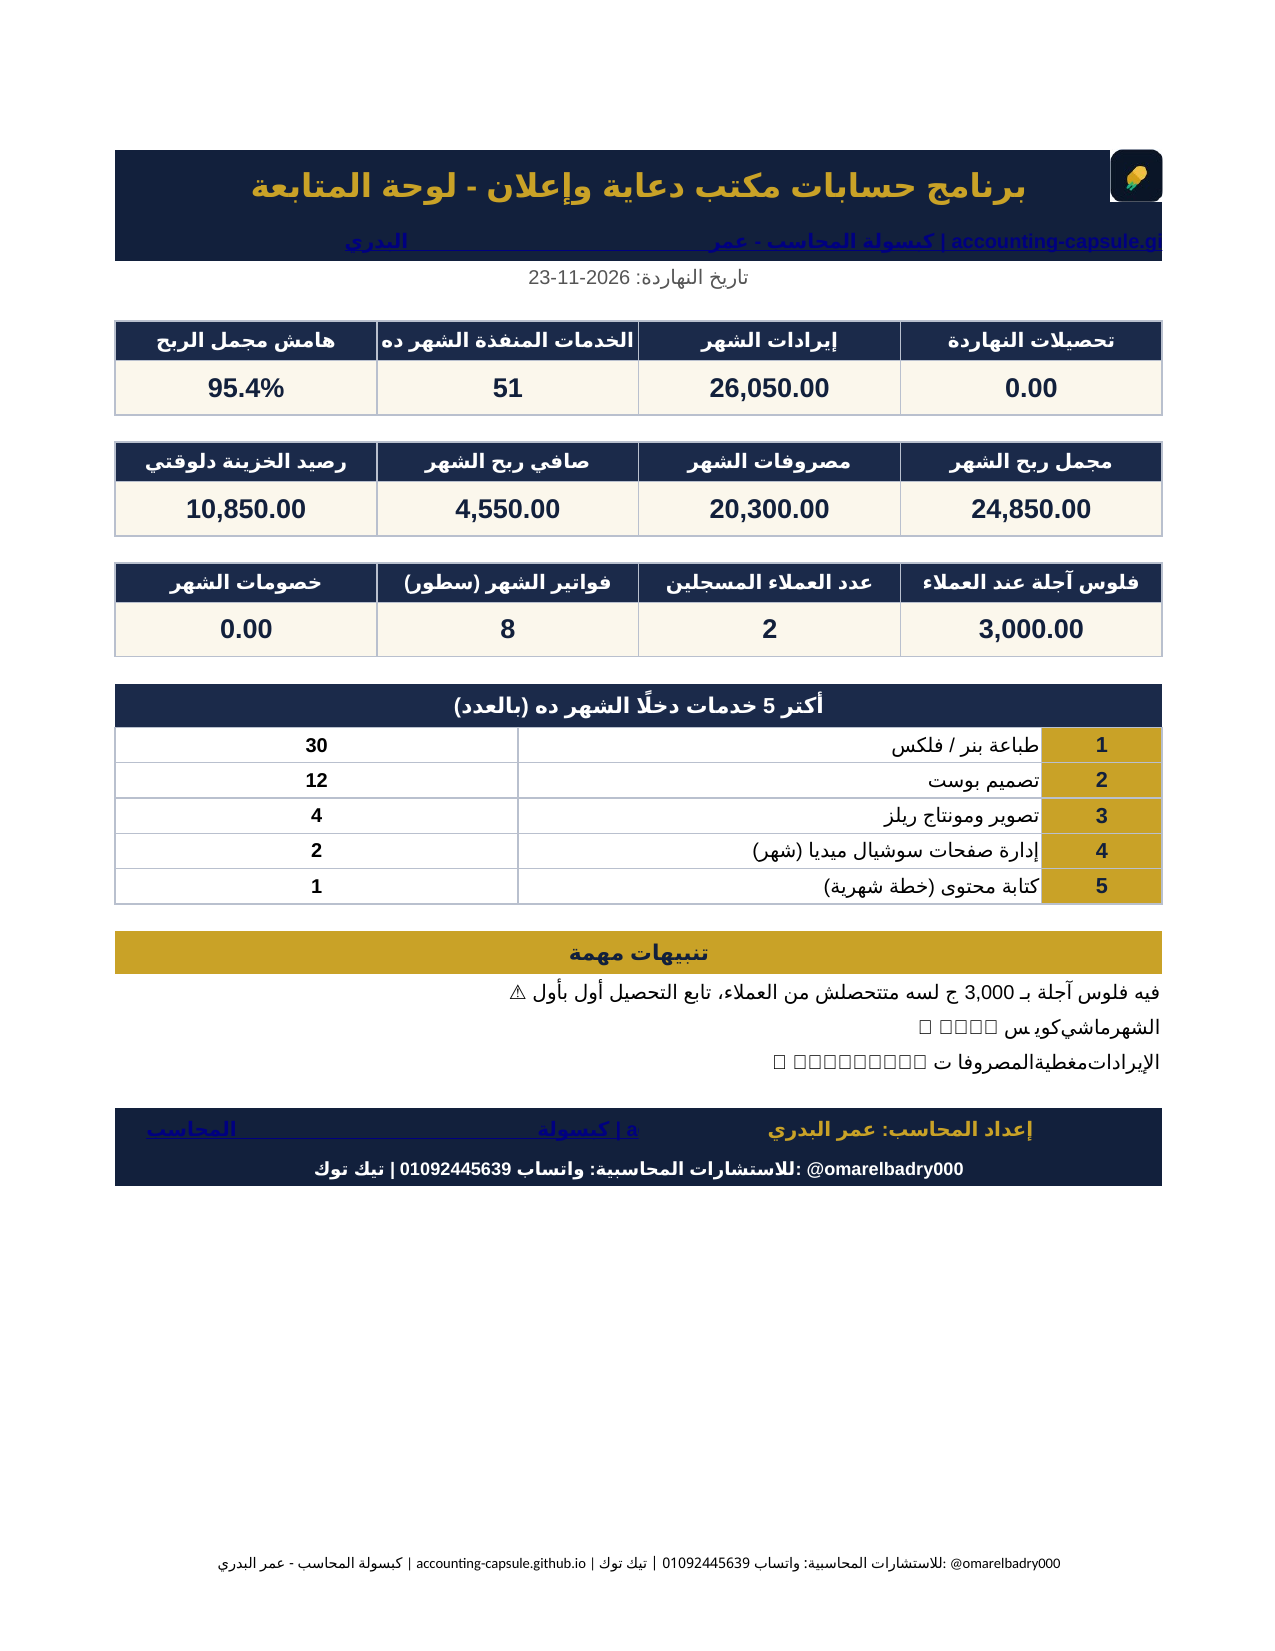 برنامج حسابات مكتب دعاية وإعلان - لوحة المتابعة
كبسولة المحاسب - عمر البدري | accounting-capsule.gi
تاريخ النهاردة: 2026-11-23
تحصيلات النهاردة إيرادات الشهر الخدمات المنفذة الشهر ده هامش مجمل الربح
0.00 26,050.00 51 95.4%
مجمل ربح الشهر مصروفات الشهر صافي ربح الشهر رصيد الخزينة دلوقتي
24,850.00 20,300.00 4,550.00 10,850.00
فلوس آجلة عند العملاء عدد العملاء المسجلين فواتير الشهر (سطور) خصومات الشهر
3,000.00 2 8 0.00
أكتر 5 خدمات دخلًا الشهر ده (بالعدد)
1 طباعة بنر / فلكس 30
2 تصميم بوست 12
3 تصوير ومونتاج ريلز 4
4 إدارة صفحات سوشيال ميديا (شهر) 2
5 كتابة محتوى (خطة شهرية) 1
تنبيهات مهمة
فيه فلوس آجلة بـ 3,000 ج لسه متتحصلش من العملاء، تابع التحصيل أول بأول ⚠
الشهرماشيكويس
الإيراداتمغطيةالمصروفات
إعداد المحاسب: عمر البدري كبسولة المحاسب | a
للاستشارات المحاسبية: واتساب 01092445639 | تيك توك: @omarelbadry000
كبسولة المحاسب - عمر البدري | accounting-capsule.github.io | للاستشارات المحاسبية: واتساب 01092445639 | تيك توك: @omarelbadry000